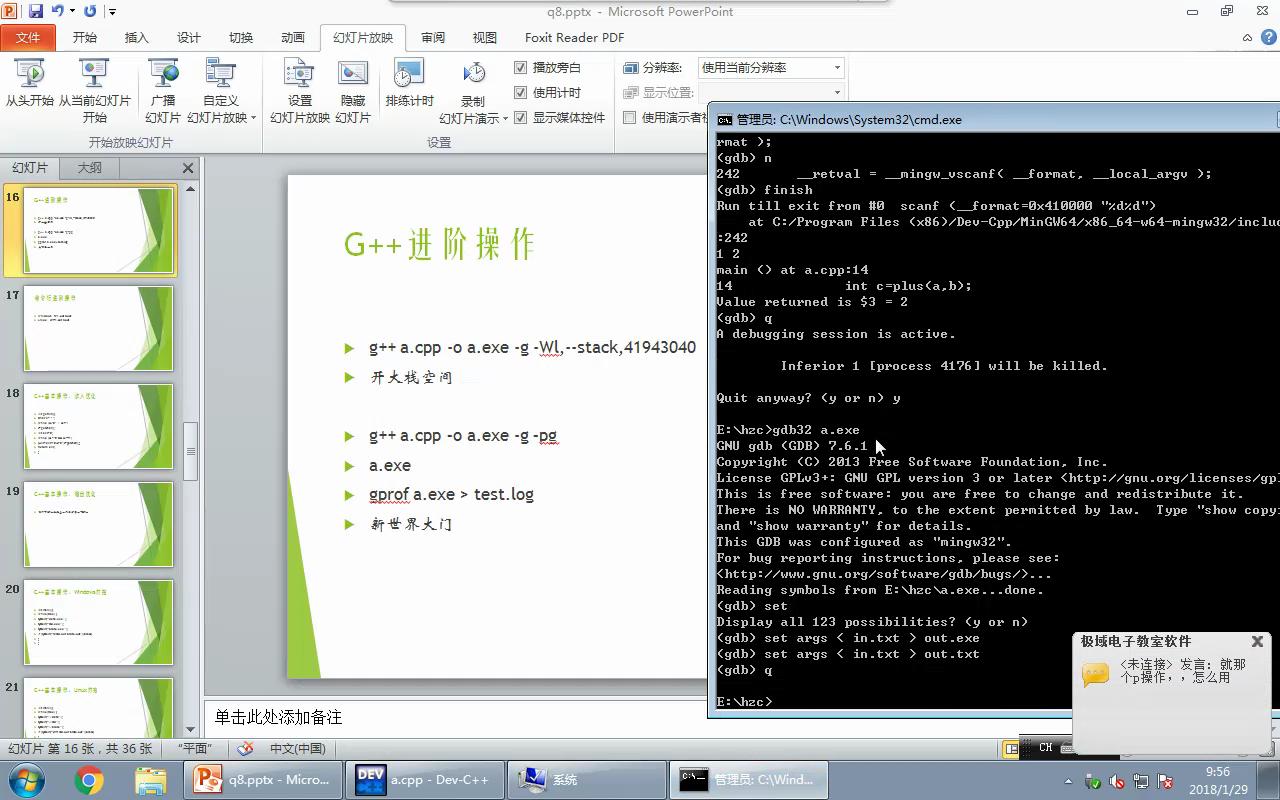 q8.pptx - Microsoft PowerPoint
文件 开始 插入 设计 切换 动画 幻灯片放映 审阅 视图 Foxit Reader PDF
从头开始 从当前幻灯片开始 广播幻灯片 自定义幻灯片放映
开始放映幻灯片
设置幻灯片放映 隐藏幻灯片 排练计时 录制幻灯片演示
播放旁白
使用计时
显示媒体控件
设置
分辨率: 使用当前分辨率
显示位置:
使用演示者
幻灯片 大纲
16
G++进阶操作
17
18
19
20
21
G++进阶操作
g++ a.cpp -o a.exe -g -Wl,--stack,41943040
开大栈空间
g++ a.cpp -o a.exe -g -pg
a.exe
gprof a.exe > test.log
新世界大门
单击此处添加备注
幻灯片 第 16 张，共 36 张 “平面” 中文(中国)
管理员: C:\Windows\System32\cmd.exe
rmat );
(gdb) n
242 __retval = __mingw_vscanf( __format, __local_argv );
(gdb) finish
Run till exit from #0 scanf (__format=0x410000 "%d%d")
at C:/Program Files (x86)/Dev-Cpp/MinGW64/x86_64-w64-mingw32/inclu
:242
1 2
main () at a.cpp:14
14 int c=plus(a,b);
Value returned is $3 = 2
(gdb) q
A debugging session is active.
Inferior 1 [process 4176] will be killed.
Quit anyway? (y or n) y
E:\hzc>gdb32 a.exe
GNU gdb (GDB) 7.6.1
Copyright (C) 2013 Free Software Foundation, Inc.
License GPLv3+: GNU GPL version 3 or later <http://gnu.org/licenses/gpl
This is free software: you are free to change and redistribute it.
There is NO WARRANTY, to the extent permitted by law. Type "show copyi
and "show warranty" for details.
This GDB was configured as "mingw32".
For bug reporting instructions, please see:
<http://www.gnu.org/software/gdb/bugs/>...
Reading symbols from E:\hzc\a.exe...done.
(gdb) set
Display all 123 possibilities? (y or n)
(gdb) set args < in.txt > out.exe
(gdb) set args < in.txt > out.txt
(gdb) q
E:\hzc>
极域电子教室软件
<未连接> 发言：就那
个p操作，，怎么用
CH
q8.pptx - Micro... a.cpp - Dev-C++ 系统 管理员: C:\Wind...
9:56
2018/1/29